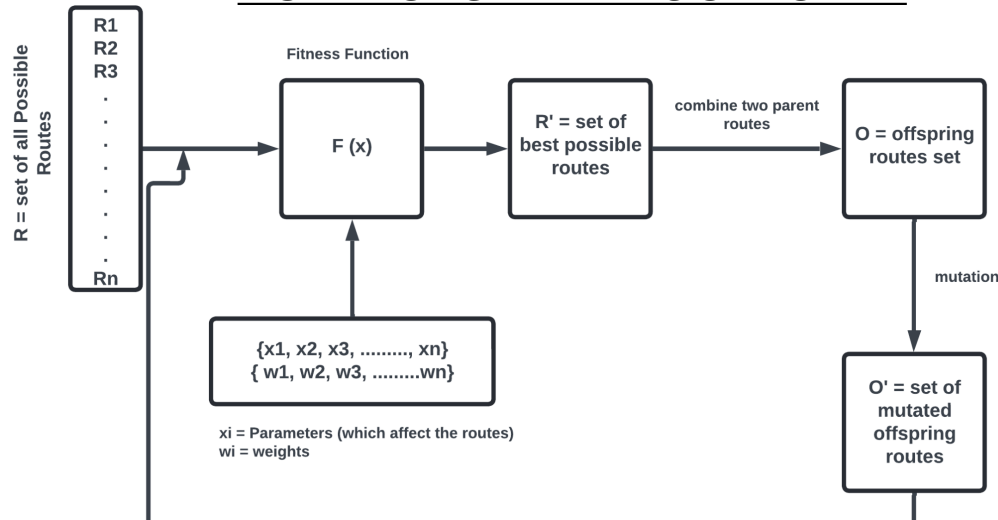 R = set of all Possible
Routes
R1
R2
R3
.
.
.
.
.
.
.
.
Rn
Fitness Function
F (x)
R' = set of
best possible
routes
combine two parent
routes
O = offspring
routes set
mutation
{x1, x2, x3, ........., xn}
{ w1, w2, w3, .........wn}
xi = Parameters (which affect the routes)
wi = weights
O' = set of
mutated
offspring
routes